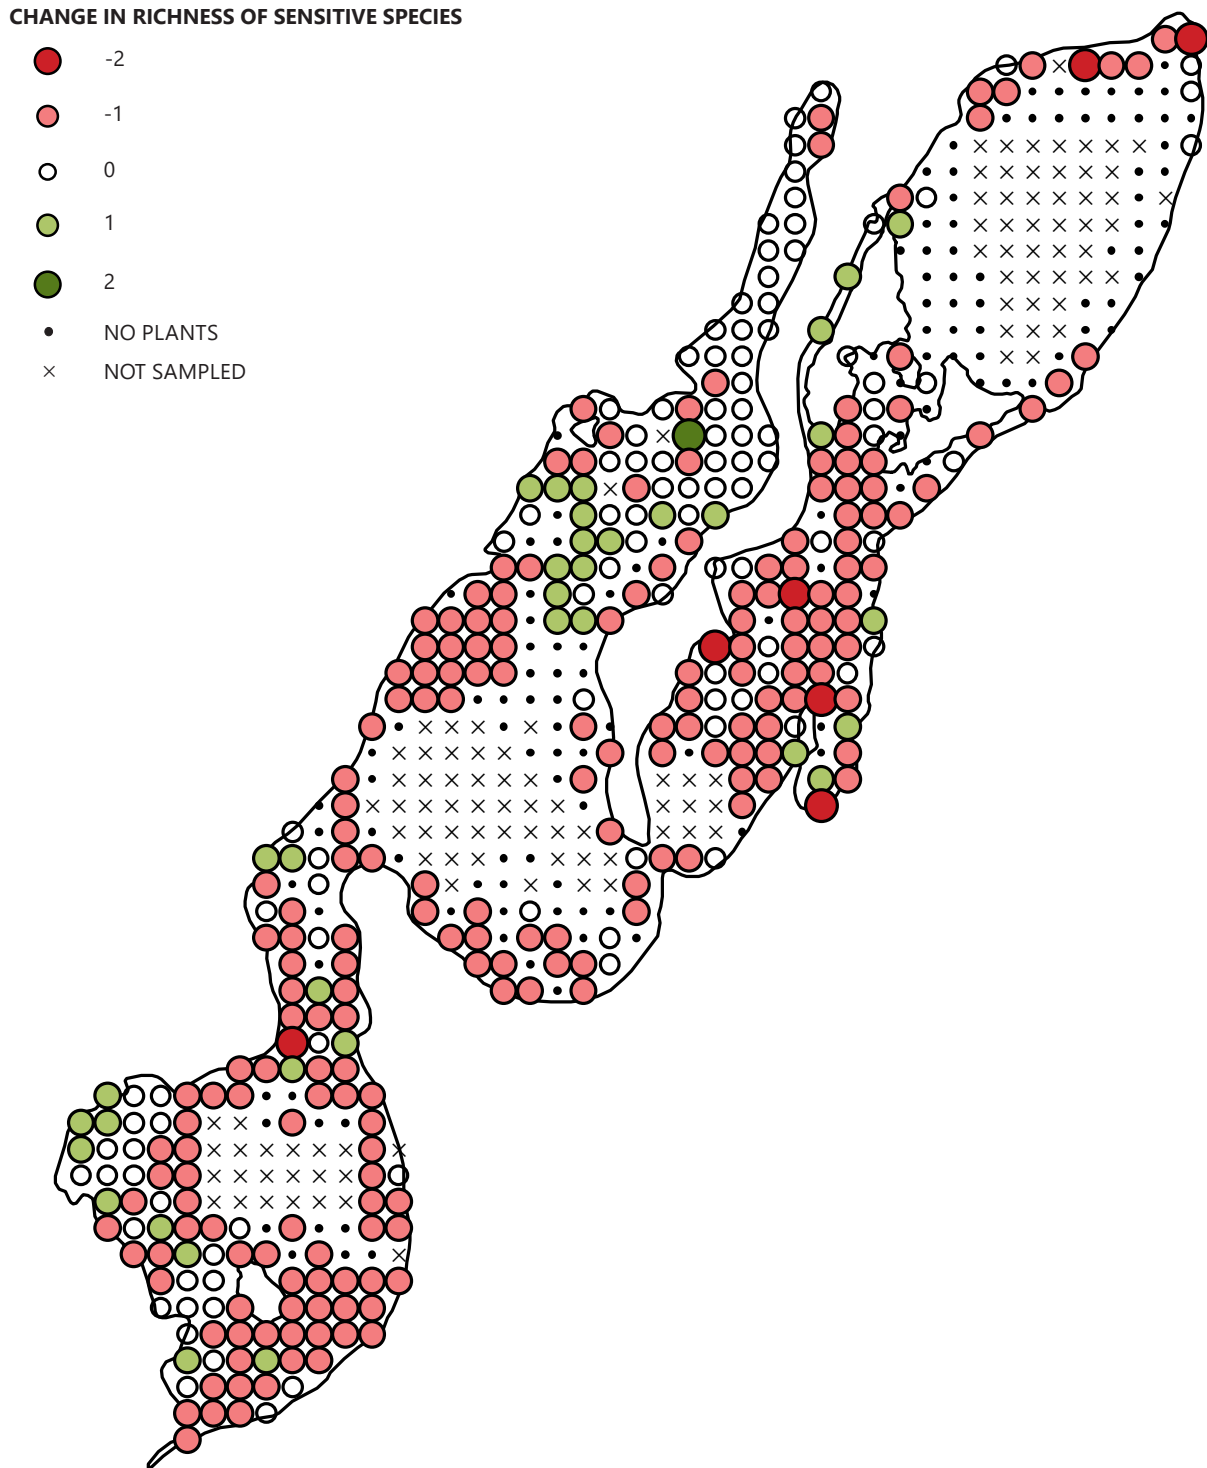 CHANGE IN RICHNESS OF SENSITIVE SPECIES
-2
-1
0
1
2
NO PLANTS
NOT SAMPLED